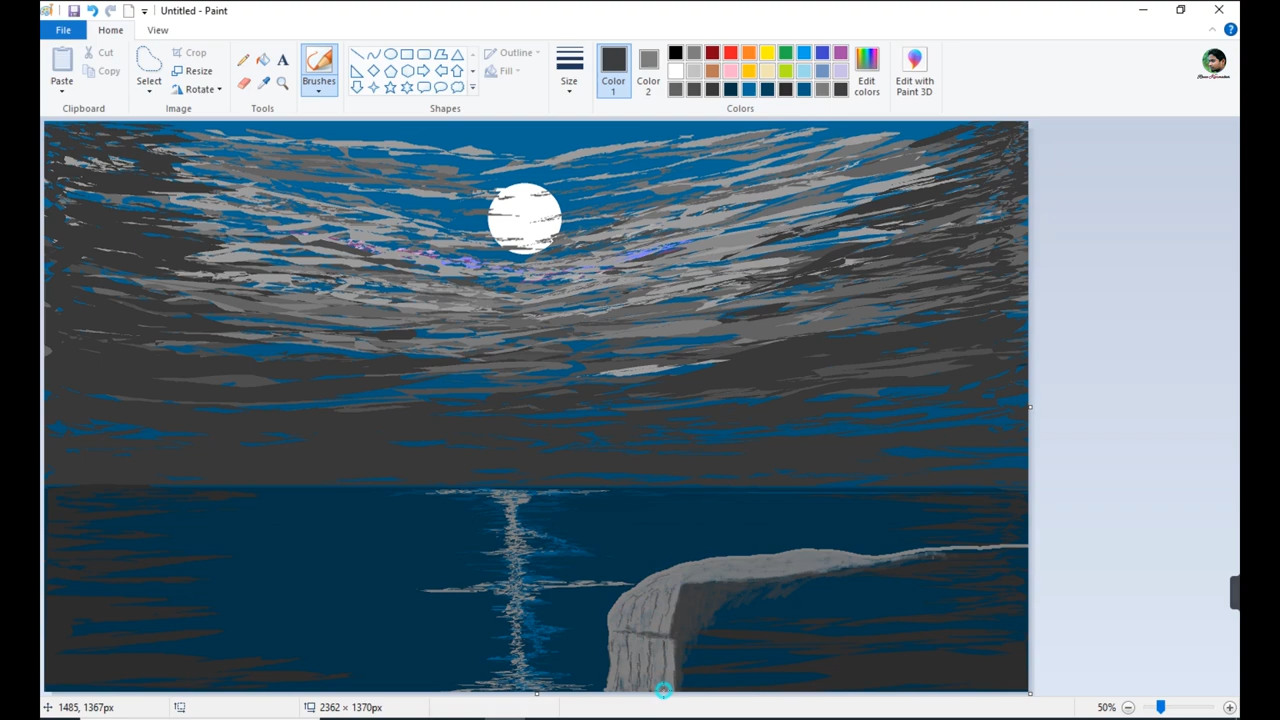 Untitled - Paint
File
Home
View
Paste
Cut
Copy
Clipboard
Select
Crop
Resize
Rotate
Image
A
Tools
Brushes
Outline
Fill
Shapes
Size
Color
1
Color
2
Edit
colors
Colors
Edit with
Paint 3D
1485, 1367px
2362 × 1370px
50%